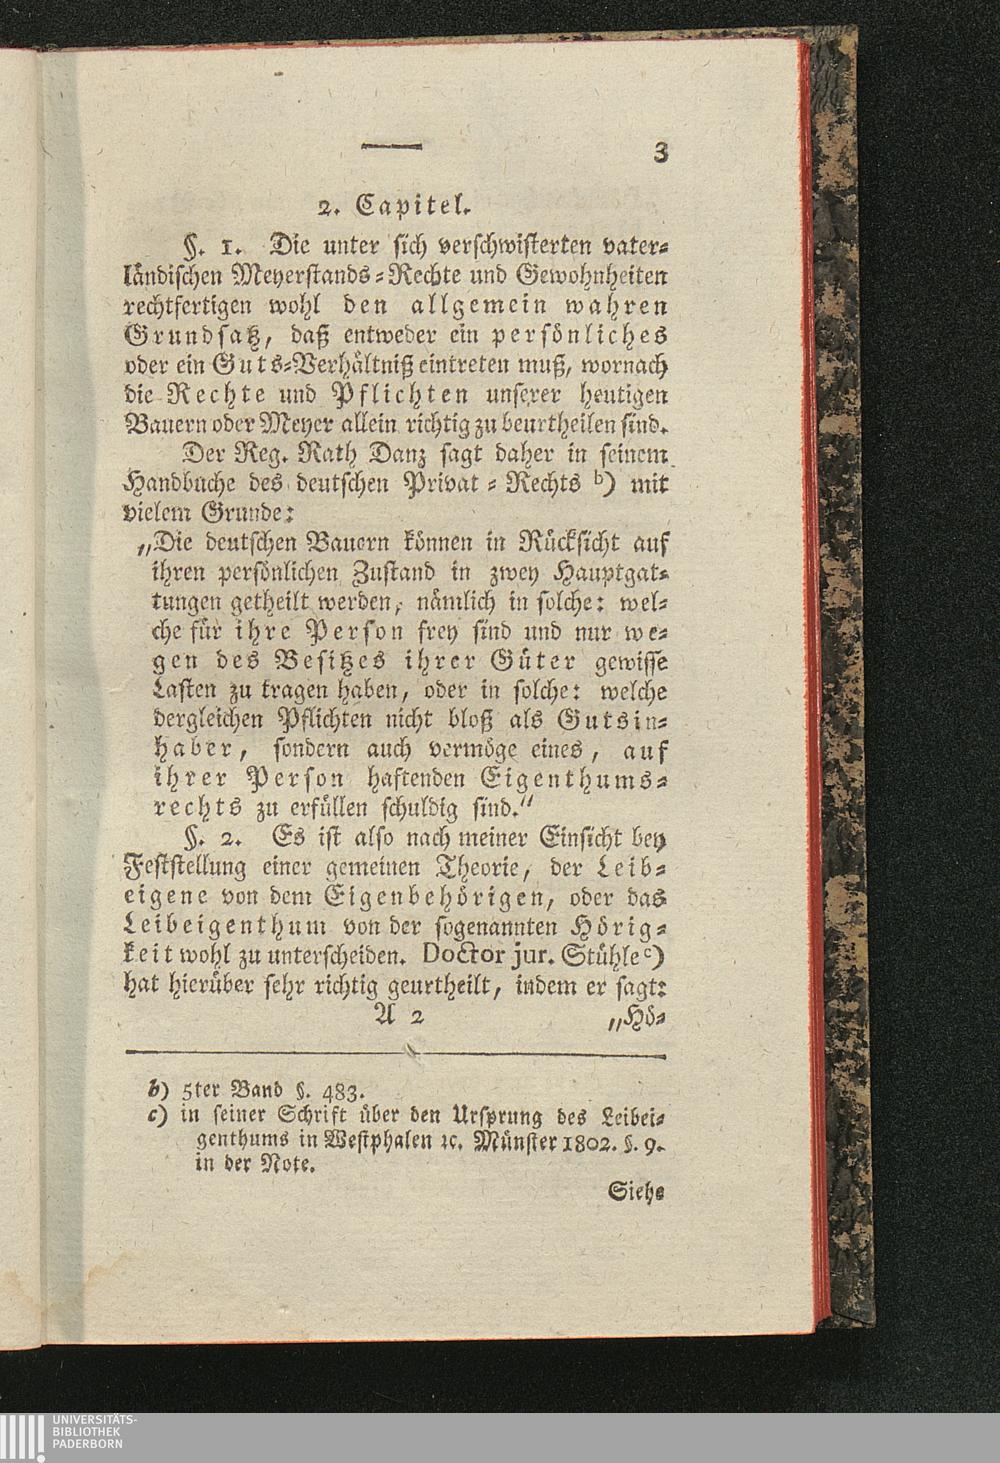 3
2. Capitel.
§. 1. Die unter sich verschwisterten vater-
ländischen Meyerstands-Rechte und Gewohnheiten
rechtfertigen wohl den allgemein wahren
Grundsatz, daß entweder ein persönliches
oder ein Guts-Verhältniß eintreten muß, wornach
die Rechte und Pflichten unserer heutigen
Bauern oder Meyer allein richtig zu beurtheilen sind.
Der Reg. Rath Danz sagt daher in seinem
Handbuche des deutschen Privat-Rechts b) mit
vielem Grunde:
„Die deutschen Bauern können in Rücksicht auf
ihren persönlichen Zustand in zwey Hauptgat-
tungen getheilt werden, nämlich in solche: wel-
che für ihre Person frey sind und nur we-
gen des Besitzes ihrer Güter gewisse
Lasten zu tragen haben, oder in solche: welche
dergleichen Pflichten nicht bloß als Gutsin-
haber, sondern auch vermöge eines, auf
ihrer Person haftenden Eigenthums-
rechts zu erfüllen schuldig sind.“
§. 2. Es ist also nach meiner Einsicht bey
Feststellung einer gemeinen Theorie, der Leib-
eigene von dem Eigenbehörigen, oder das
Leibeigenthum von der sogenannten Hörig-
keit wohl zu unterscheiden. Doctor jur. Stühle c)
hat hierüber sehr richtig geurtheilt, indem er sagt:
A 2 „Hö-
b) 5ter Band §. 483.
c) in seiner Schrift über den Ursprung des Leibei-
genthums in Westphalen ꝛc. Münster 1802. §. 9.
in der Note.
Siehe
UNIVERSITÄTS-
BIBLIOTHEK
PADERBORN